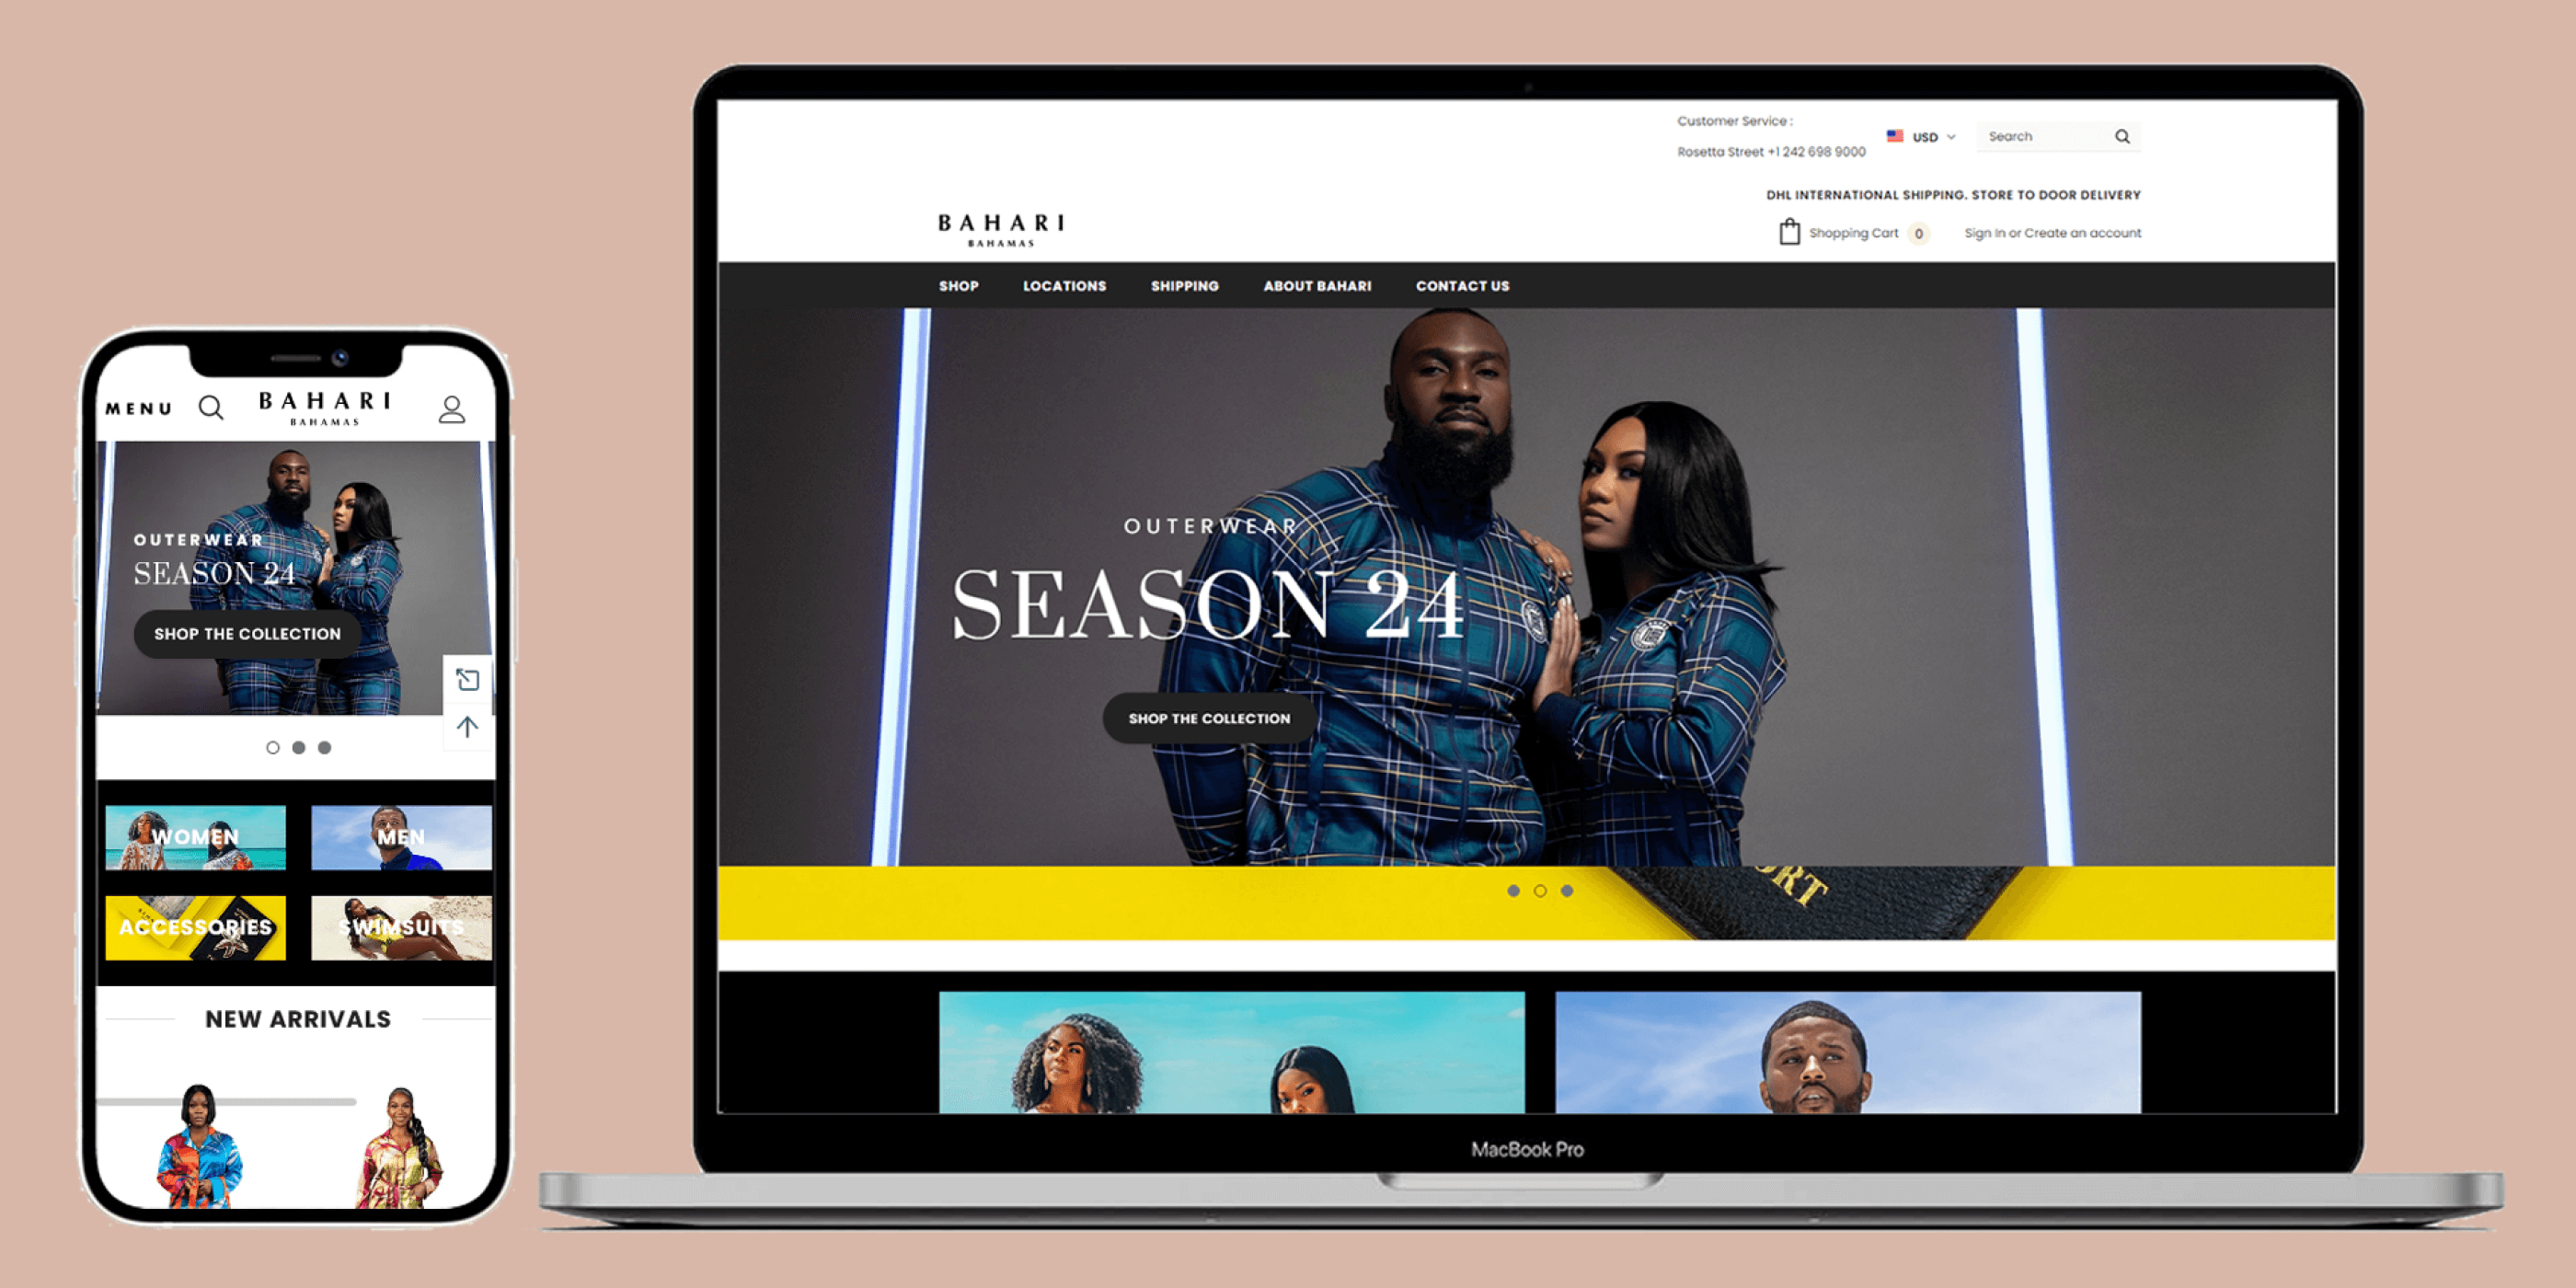 MENU
BAHARI
BAHAMAS
OUTERWEAR
SEASON 24
SHOP THE COLLECTION
WOMEN
MEN
ACCESSORIES
SWIMSUITS
NEW ARRIVALS
Customer Service :
Rosetta Street +1 242 698 9000
USD
Search
DHL INTERNATIONAL SHIPPING. STORE TO DOOR DELIVERY
BAHARI
BAHAMAS
Shopping Cart 0
Sign In or Create an account
SHOP LOCATIONS SHIPPING ABOUT BAHARI CONTACT US
OUTERWEAR
SEASON 24
SHOP THE COLLECTION
ORT
MacBook Pro